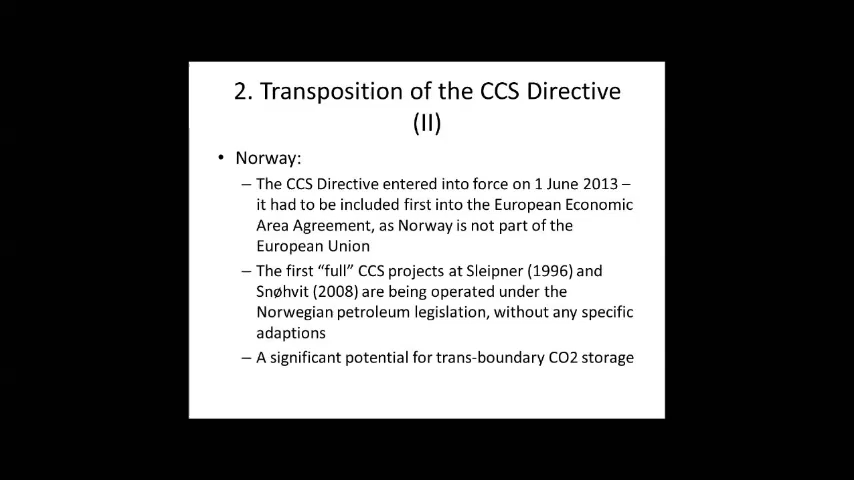 2. Transposition of the CCS Directive
(II)
• Norway:
– The CCS Directive entered into force on 1 June 2013 –
it had to be included first into the European Economic
Area Agreement, as Norway is not part of the
European Union
– The first “full” CCS projects at Sleipner (1996) and
Snøhvit (2008) are being operated under the
Norwegian petroleum legislation, without any specific
adaptions
– A significant potential for trans-boundary CO2 storage